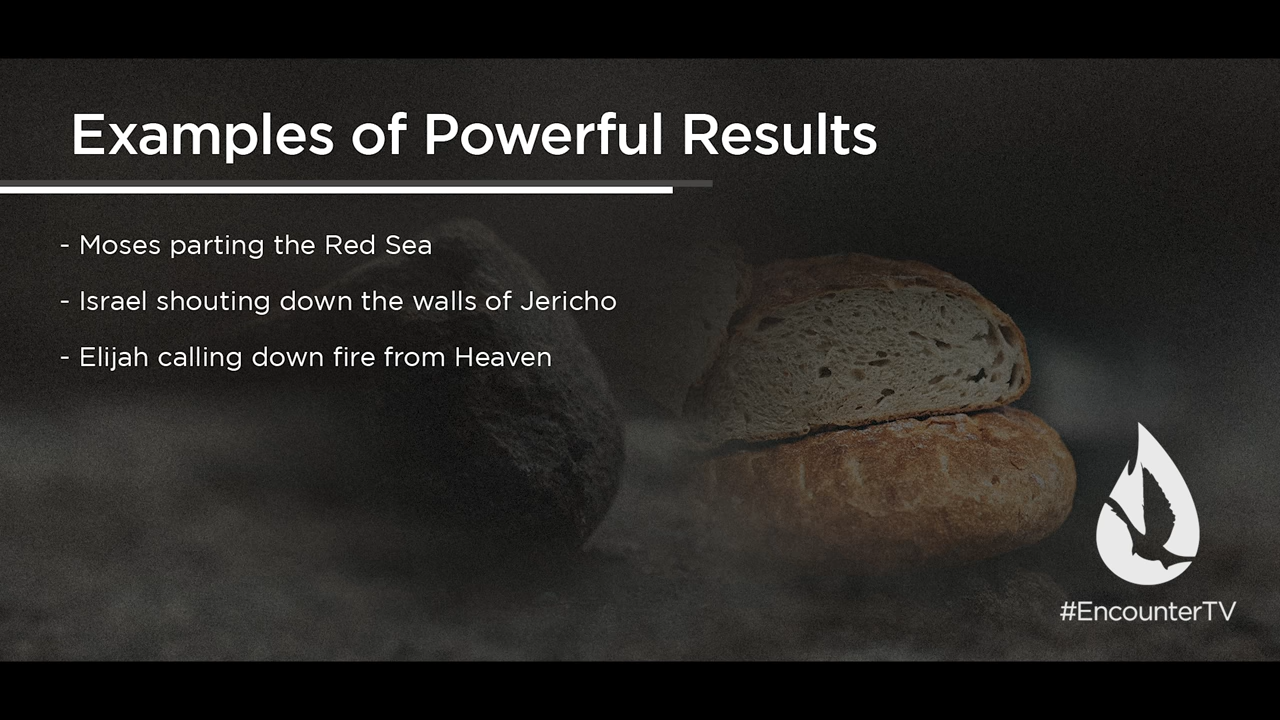 Examples of Powerful Results
- Moses parting the Red Sea
- Israel shouting down the walls of Jericho
- Elijah calling down fire from Heaven
#EncounterTV